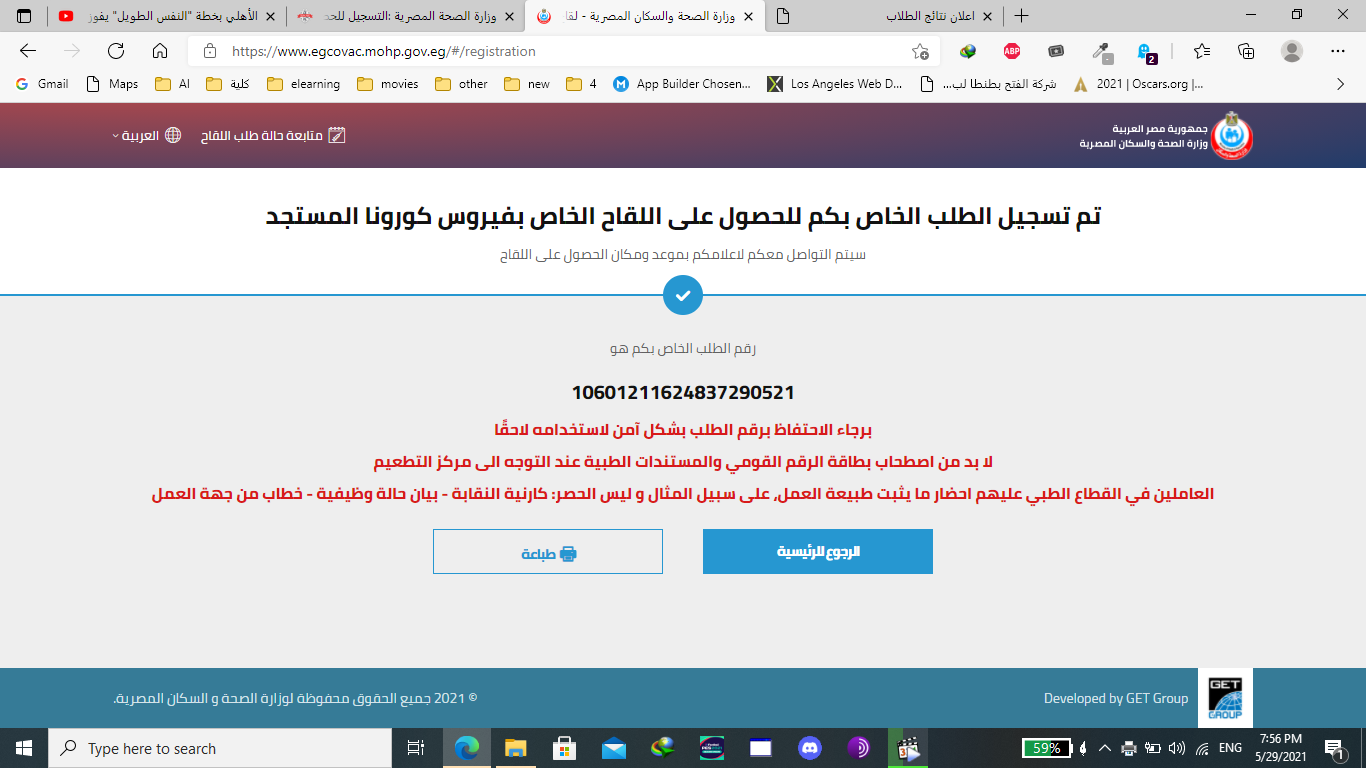 الأهلي بخطة "النفس الطويل" يفوز
وزارة الصحة المصرية :التسجيل للحد
وزارة الصحة والسكان المصرية - لقا
اعلان نتائج الطلاب
https://www.egcovac.mohp.gov.eg/#/registration
ABP
2
Gmail
Maps
AI
كلية
elearning
movies
other
new
4
App Builder Chosen...
Los Angeles Web D...
شركة الفتح بطنطا لب...
2021 | Oscars.org |...
جمهورية مصر العربية
وزارة الصحة والسكان المصرية
متابعة حالة طلب اللقاح
العربية
تم تسجيل الطلب الخاص بكم للحصول على اللقاح الخاص بفيروس كورونا المستجد
سيتم التواصل معكم لاعلامكم بموعد ومكان الحصول على اللقاح
رقم الطلب الخاص بكم هو
10601211624837290521
برجاء الاحتفاظ برقم الطلب بشكل آمن لاستخدامه لاحقًا
لا بد من اصطحاب بطاقة الرقم القومي والمستندات الطبية عند التوجه الى مركز التطعيم
العاملين في القطاع الطبي عليهم احضار ما يثبت طبيعة العمل، على سبيل المثال و ليس الحصر: كارنية النقابة - بيان حالة وظيفية - خطاب من جهة العمل
الرجوع للرئيسية
طباعة
© 2021 جميع الحقوق محفوظة لوزارة الصحة و السكان المصرية.
Developed by GET Group
GET
GROUP
Type here to search
59%
ENG
7:56 PM
5/29/2021
1